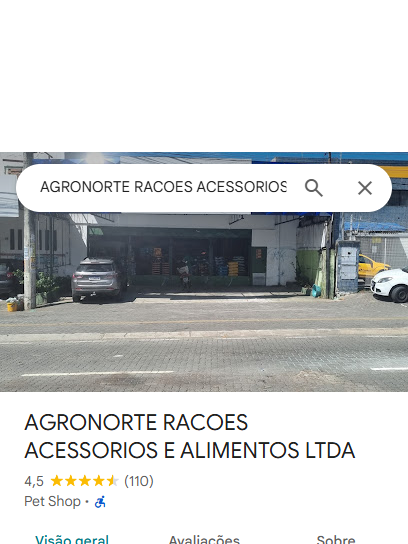 AGRONORTE RACOES ACESSORIOS
AGRONORTE RACOES
ACESSORIOS E ALIMENTOS LTDA
4,5 (110)
Pet Shop ·
Visão geral Avaliações Sobre